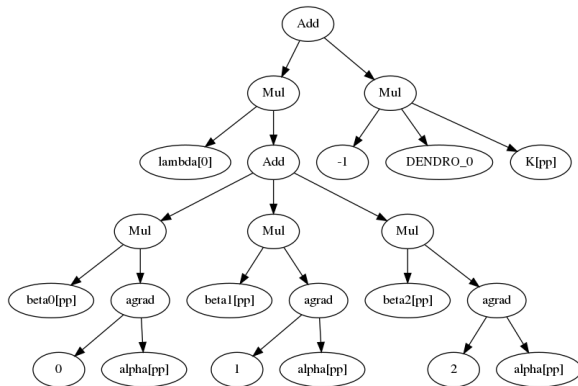 Add
Mul Mul
lambda[0] Add -1 DENDRO_0 K[pp]
Mul Mul Mul
beta0[pp] agrad beta1[pp] agrad beta2[pp] agrad
0 alpha[pp] 1 alpha[pp] 2 alpha[pp]